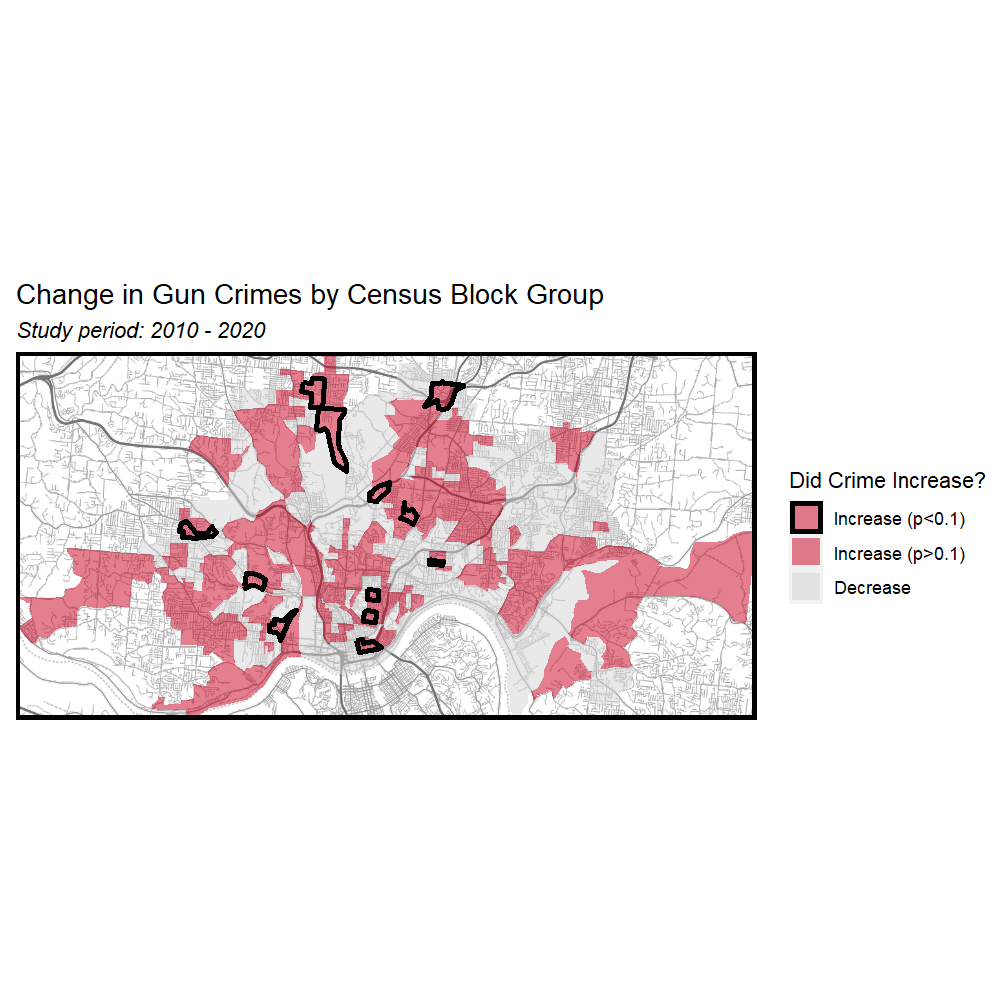 Change in Gun Crimes by Census Block Group
Study period: 2010 - 2020
Did Crime Increase?
Increase (p<0.1)
Increase (p>0.1)
Decrease